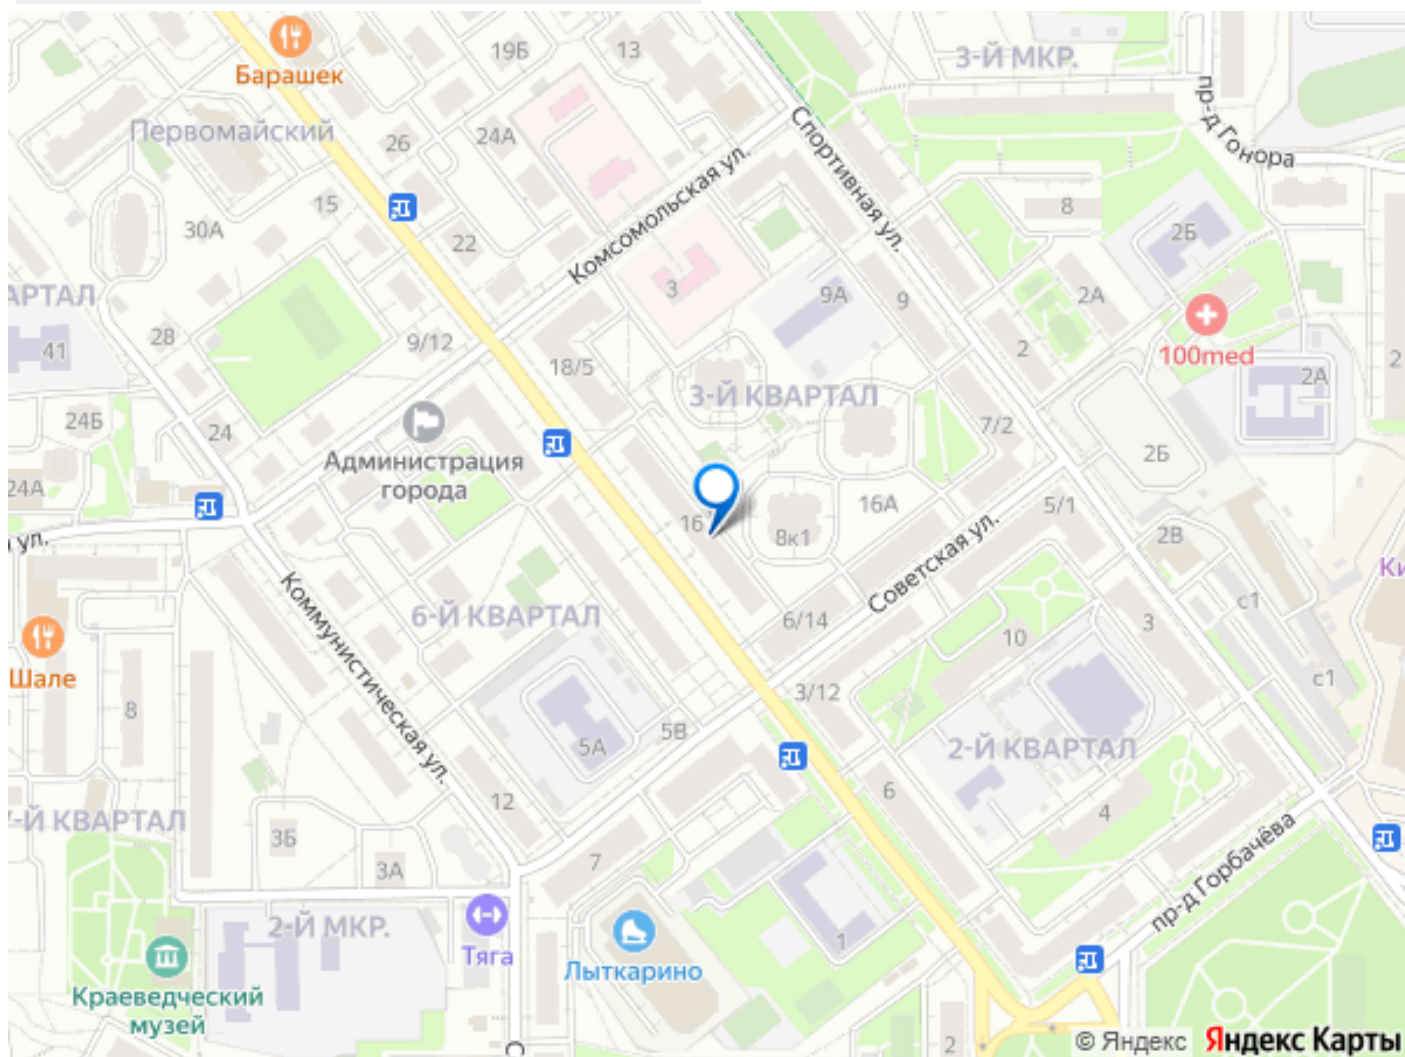 Барашек
19Б
13
3-Й МКР.
пр-д Гонора
Первомайский
26
24А
Спортивная ул.
15
30А
22
Комсомольская ул.
8
2Б
АРТАЛ
41
28
9/12
3
9А
9
2А
2
100med
2А
2
18/5
3-Й КВАРТАЛ
7/2
24Б
24
Администрация
города
24А
2Б
16
8к1
16А
5/1
2В
ул.
Советская ул.
Ки
Коммунистическая ул.
6-Й КВАРТАЛ
6/14
10
3
с1
с1
Шале
8
3/12
5А
5В
2-Й КВАРТАЛ
12
6
4
-Й КВАРТАЛ
3Б
3А
7
пр-д Горбачёва
2-Й МКР.
Тяга
Лыткарино
1
Краеведческий
музей
2
© Яндекс Яндекс Карты